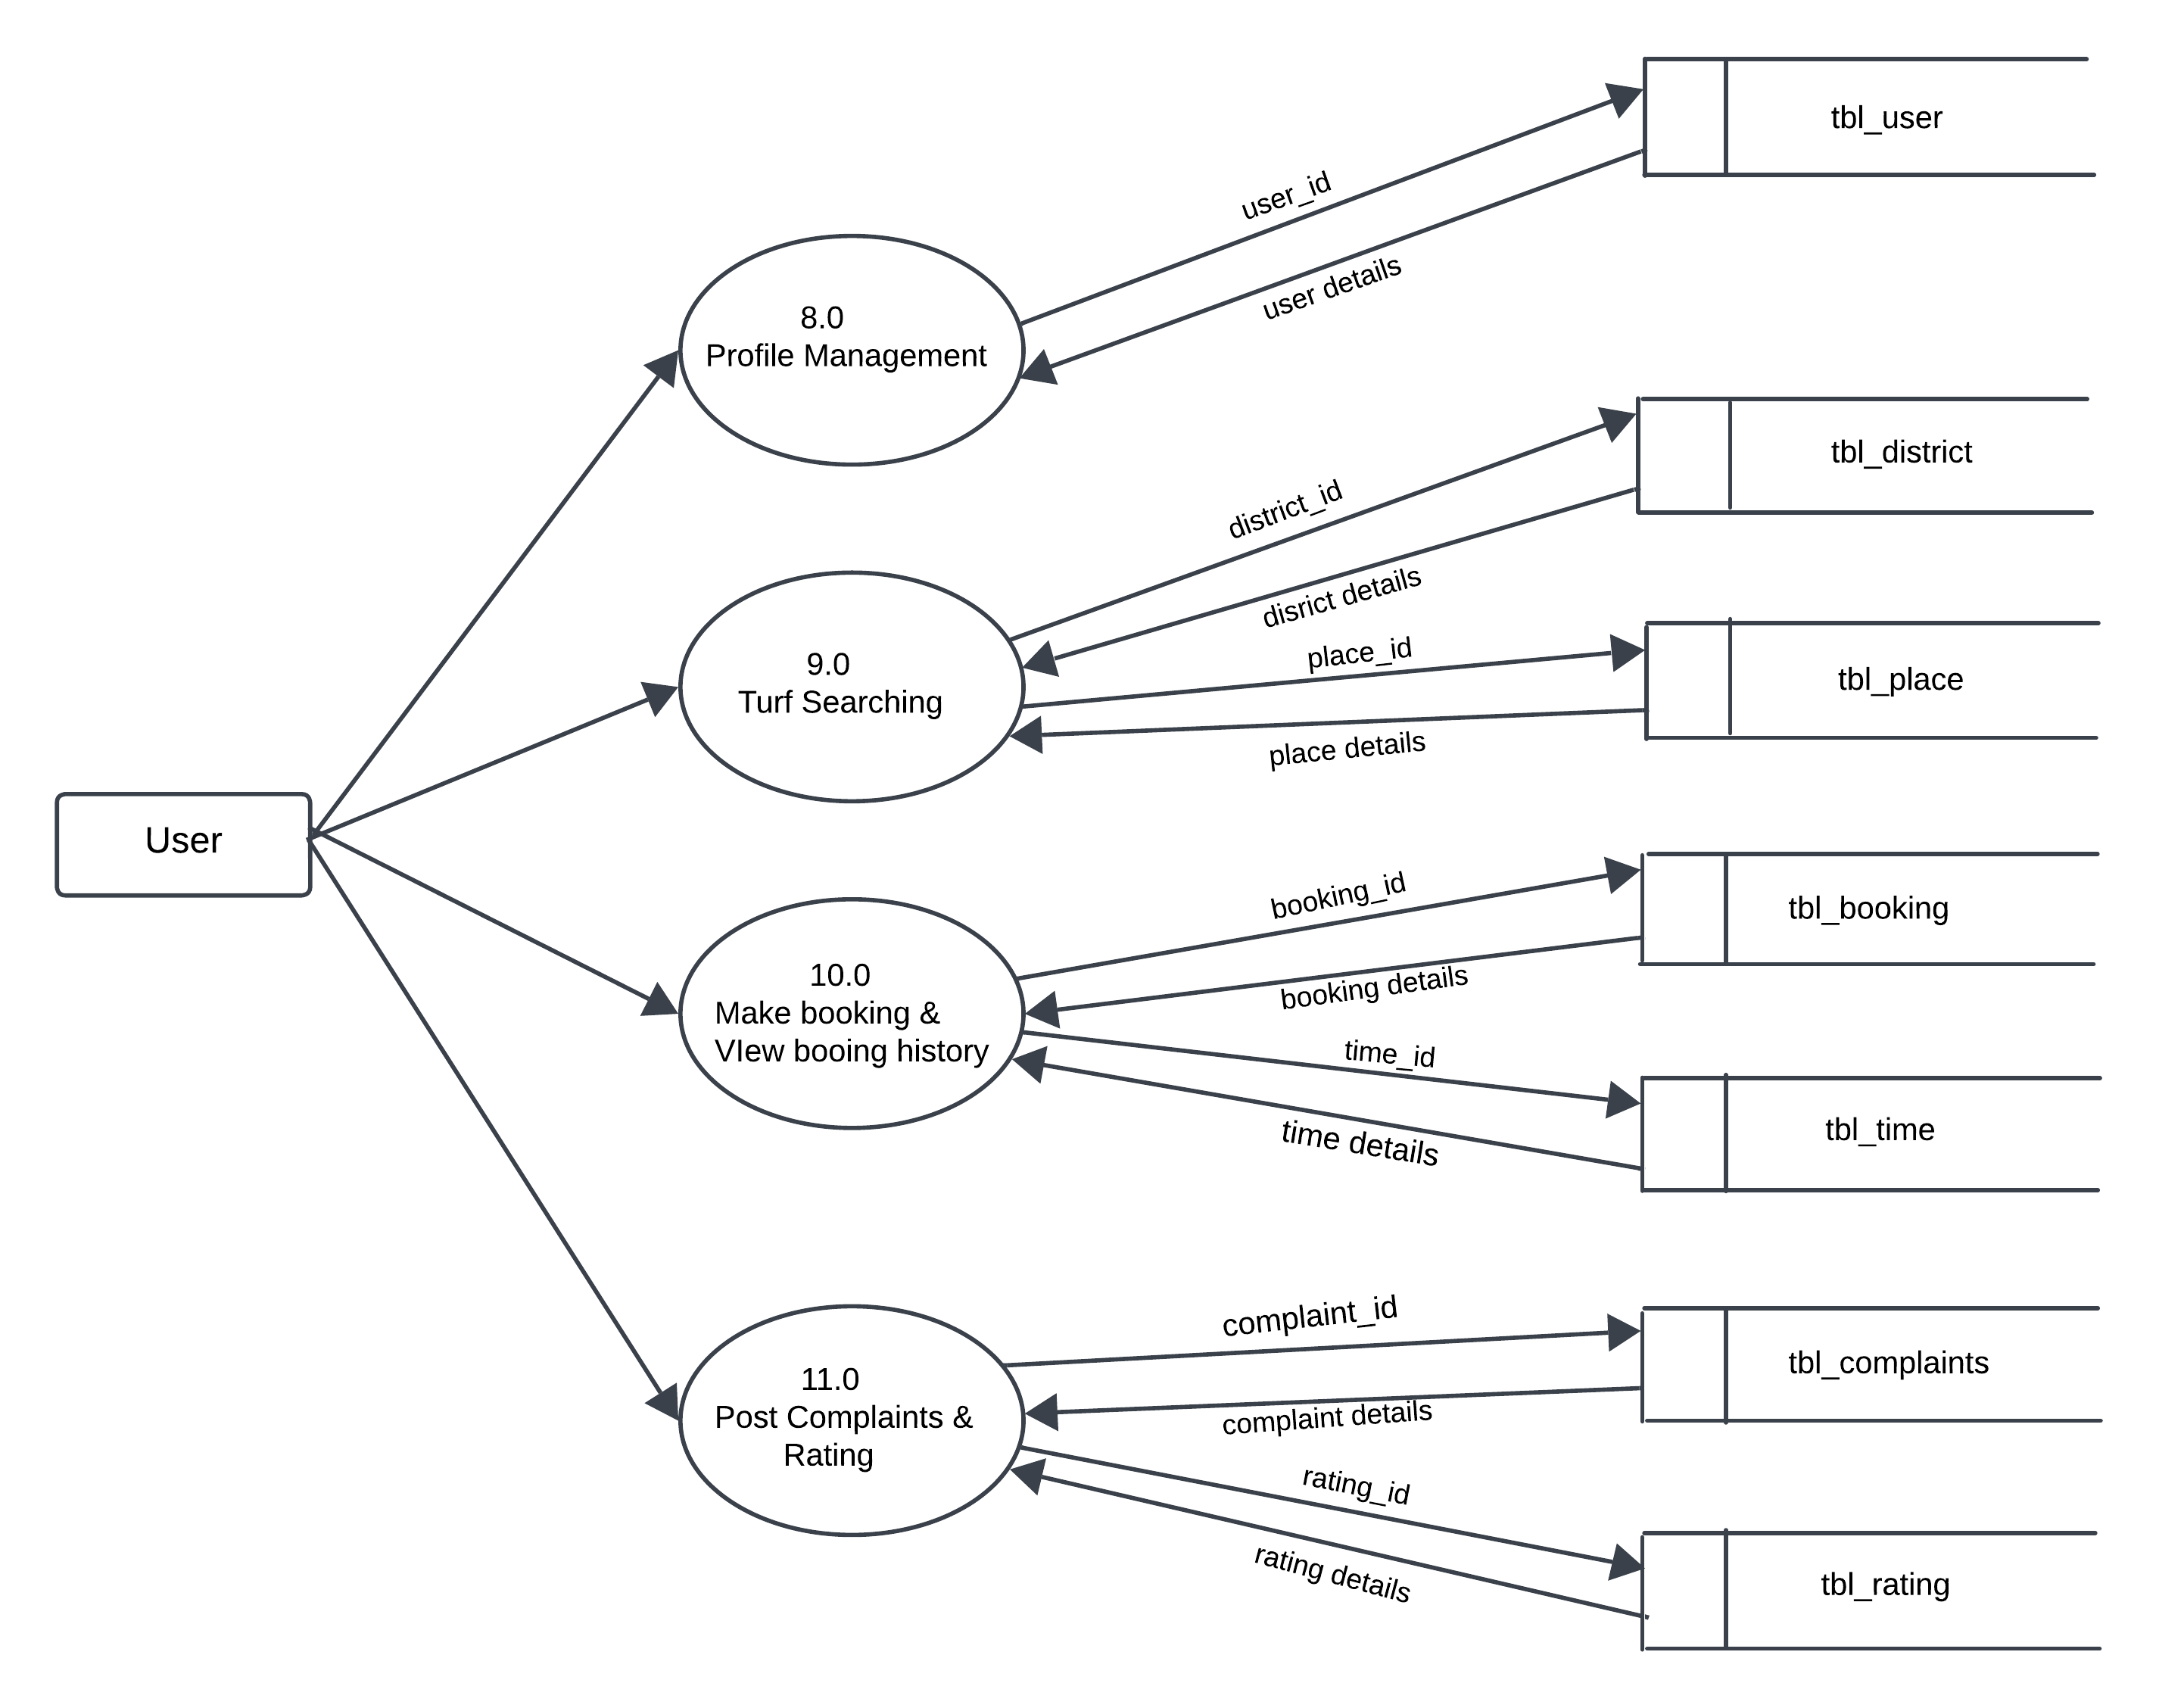 tbl_user
user_id
user details
8.0
Profile Management
tbl_district
district_id
disrict details
9.0
Turf Searching
place_id
tbl_place
place details
User
booking_id
tbl_booking
booking details
10.0
Make booking &
VIew booing history
time_id
tbl_time
time details
complaint_id
tbl_complaints
complaint details
11.0
Post Complaints &
Rating
rating_id
rating details
tbl_rating